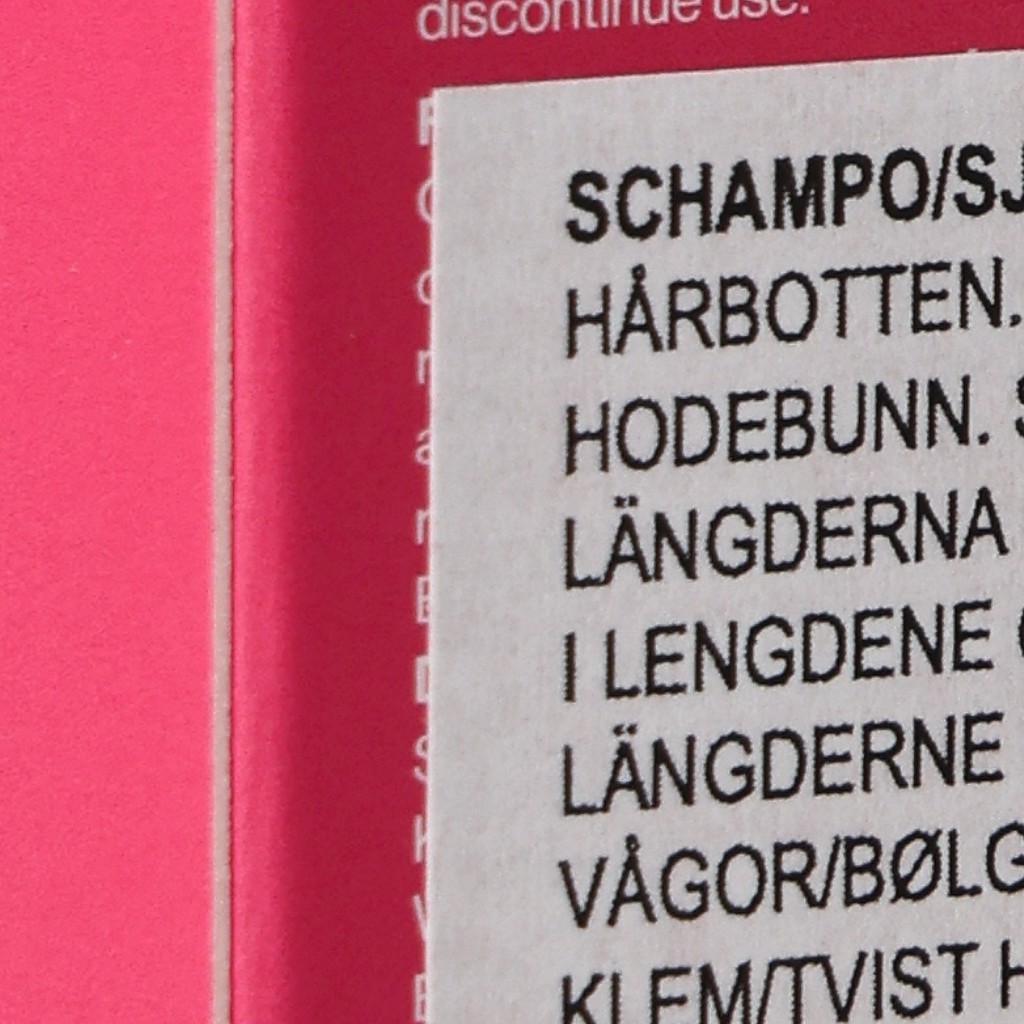 discontinue use.
SCHAMPO/SJ
HÅRBOTTEN.
HODEBUNN.
LÄNGDERNA
I LENGDENE
LÄNGDERNE
VÅGOR/BØLG
KLEM/TVIST H